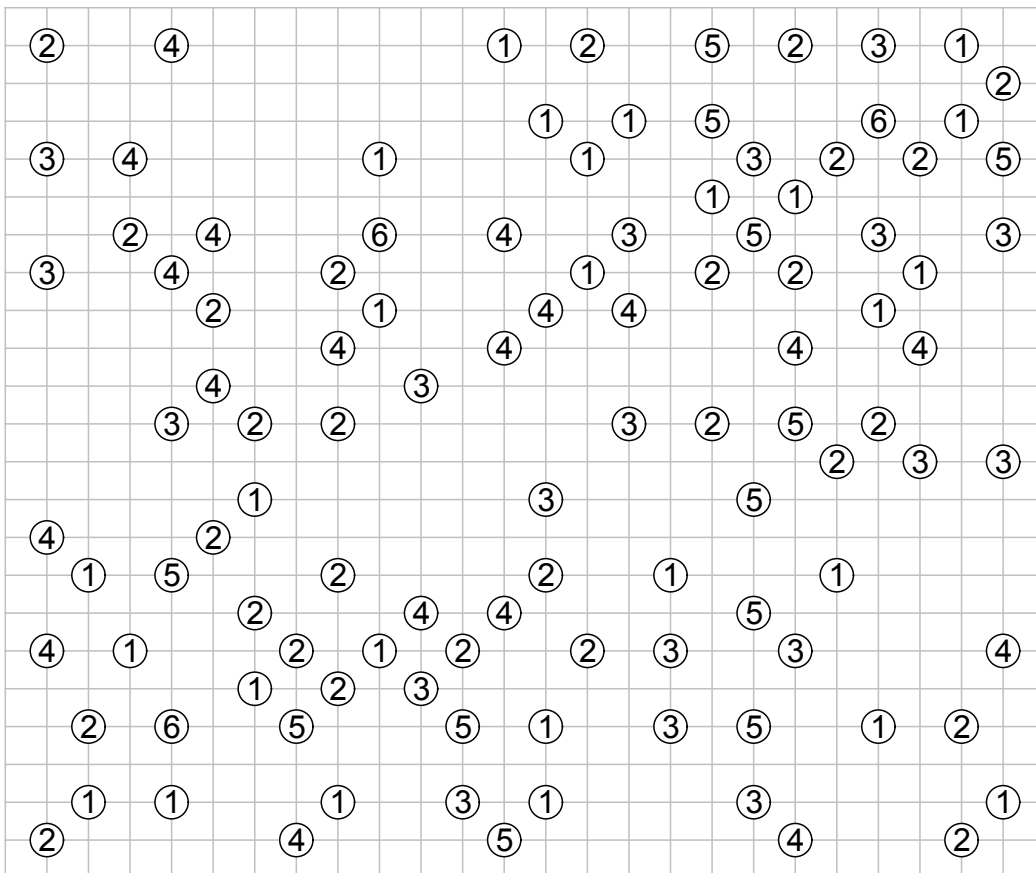 2 4 1 2 5 2 3 1
2
1 1 5 6 1
3 4 1 1 3 2 2 5
1 1
2 4 6 4 3 5 3 3
3 4 2 1 2 2 1
2 1 4 4 1
4 4 4 4
4 3
3 2 2 3 2 5 2
2 3 3
1 3 5
4 2
1 5 2 2 1 1
2 4 4 5
4 1 2 1 2 2 3 3 4
1 2 3
2 6 5 5 1 3 5 1 2
1 1 1 3 1 3 1
2 4 5 4 2